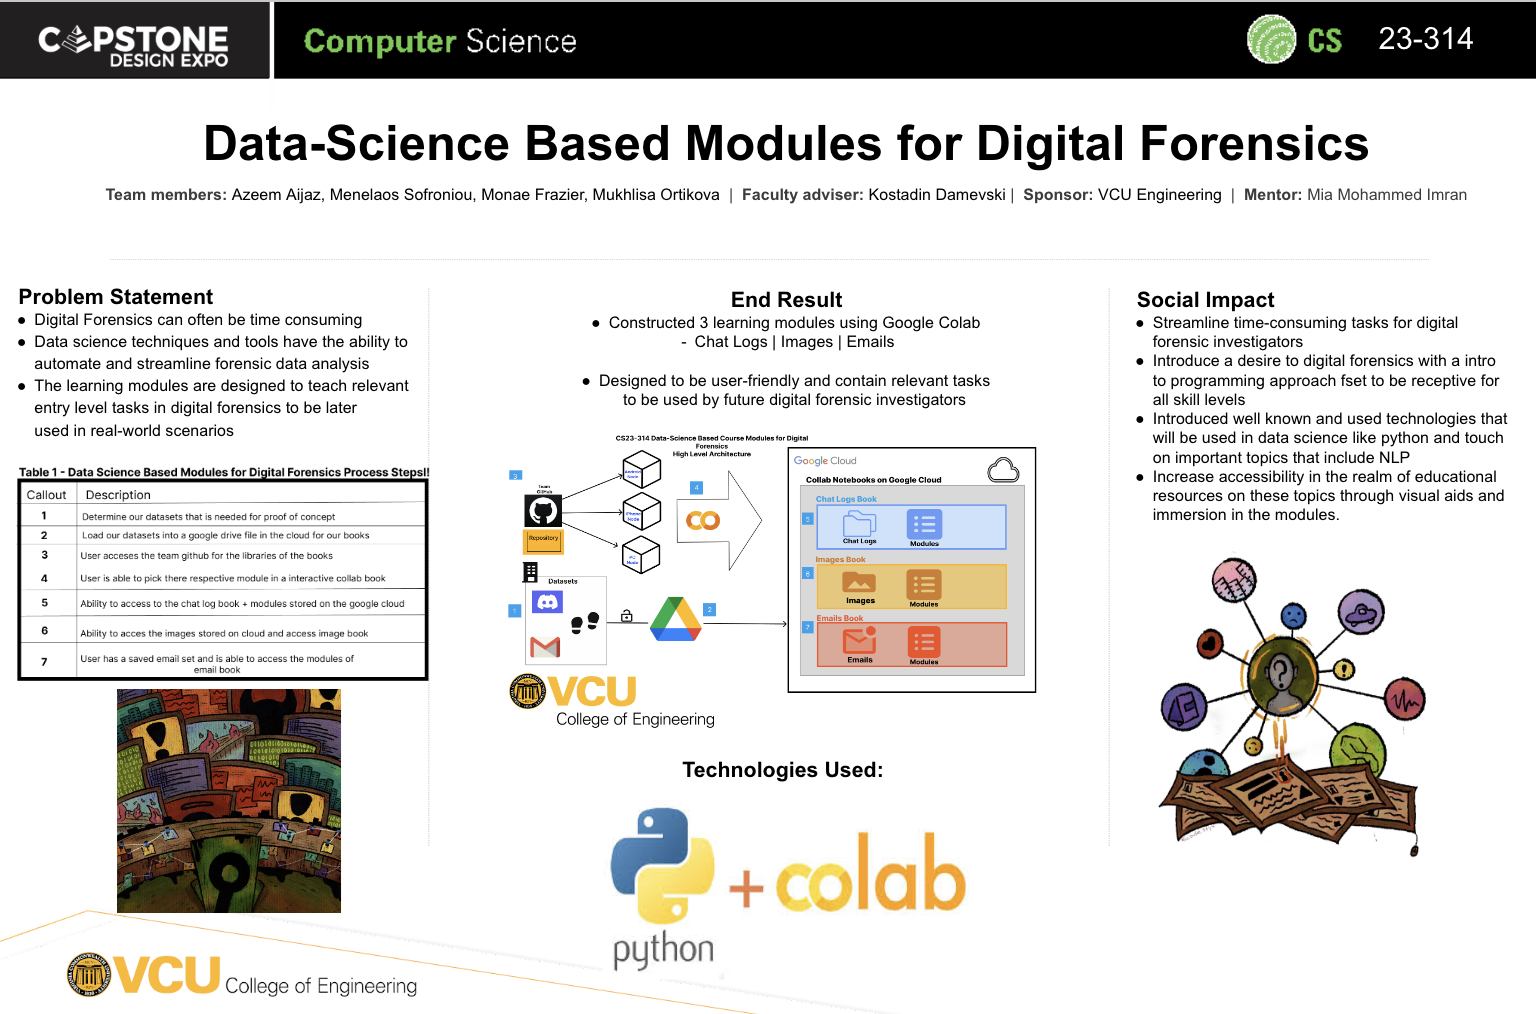 CAPSTONE
DESIGN EXPO
Computer Science
CS
23-314
Data-Science Based Modules for Digital Forensics
Team members: Azeem Aijaz, Menelaos Sofroniou, Monae Frazier, Mukhlisa Ortikova | Faculty adviser: Kostadin Damevski | Sponsor: VCU Engineering | Mentor: Mia Mohammed Imran
Problem Statement
● Digital Forensics can often be time consuming
● Data science techniques and tools have the ability to
automate and streamline forensic data analysis
● The learning modules are designed to teach relevant
entry level tasks in digital forensics to be later
used in real-world scenarios
Table 1 - Data Science Based Modules for Digital Forensics Process Steps!
Callout Description
1 Determine our datasets that is needed for proof of concept
2 Load our datasets into a google drive file in the cloud for our books
3 User acceses the team github for the libraries of the books
4 User is able to pick there respective module in a interactive collab book
5 Ability to access to the chat log book + modules stored on the google cloud
6 Ability to acces the images stored on cloud and access image book
7 User has a saved email set and is able to access the modules of
email book
VCU College of Engineering
End Result
● Constructed 3 learning modules using Google Colab
- Chat Logs | Images | Emails
● Designed to be user-friendly and contain relevant tasks
to be used by future digital forensic investigators
CS23-314 Data-Science Based Course Modules for Digital
Forensics
High Level Architecture
3
Team
GitHub
Repository
Android
Node
iPhone
Node
PC
Node
4
Datasets
1
2
Google Cloud
Collab Notebooks on Google Cloud
Chat Logs Book
5
Chat Logs
Modules
Images Book
6
Images
Modules
Emails Book
7
Emails
Modules
VCU
College of Engineering
Technologies Used:
python
+ colab
Social Impact
● Streamline time-consuming tasks for digital
forensic investigators
● Introduce a desire to digital forensics with a intro
to programming approach fset to be receptive for
all skill levels
● Introduced well known and used technologies that
will be used in data science like python and touch
on important topics that include NLP
● Increase accessibility in the realm of educational
resources on these topics through visual aids and
immersion in the modules.